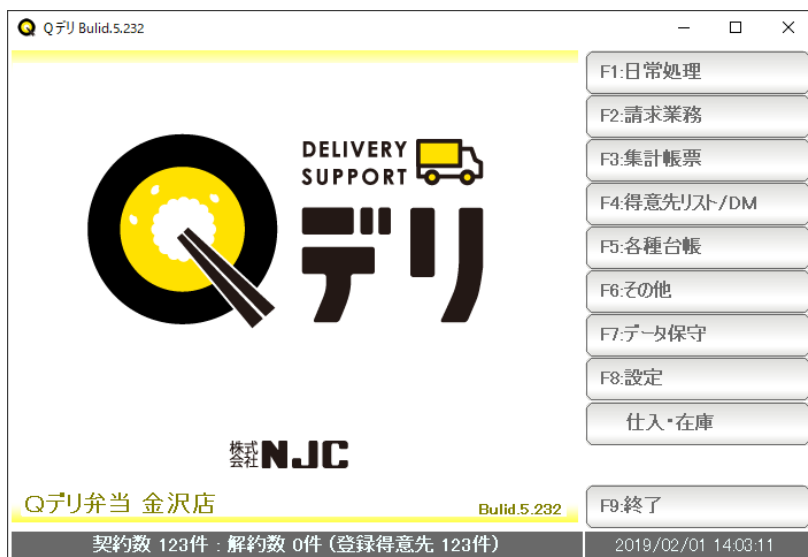 Qデリ Bulid.5.232
DELIVERY
SUPPORT
Qデリ
株式会社NJC
Qデリ弁当 金沢店
Bulid.5.232
F1:日常処理
F2:請求業務
F3:集計帳票
F4:得意先リスト/DM
F5:各種台帳
F6:その他
F7:データ保守
F8:設定
仕入・在庫
F9:終了
契約数 123件 : 解約数 0件 (登録得意先 123件)
2019/02/01 14:03:11